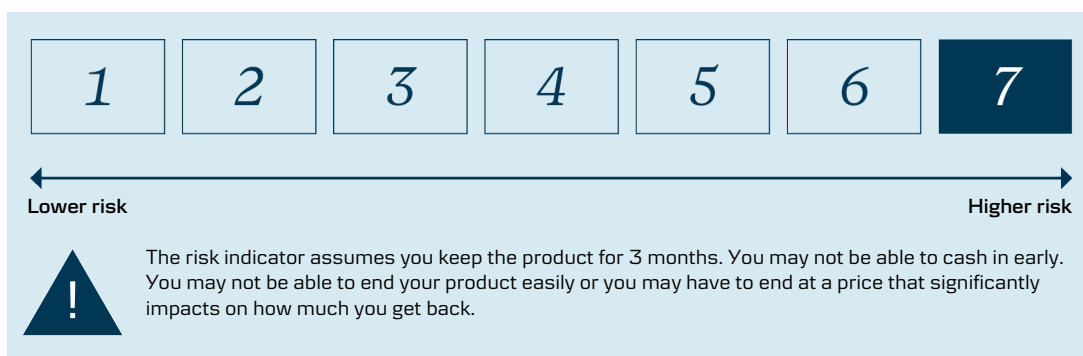 1 2 3 4 5 6 7
Lower risk Higher risk
The risk indicator assumes you keep the product for 3 months. You may not be able to cash in early.
You may not be able to end your product easily or you may have to end at a price that significantly
! impacts on how much you get back.